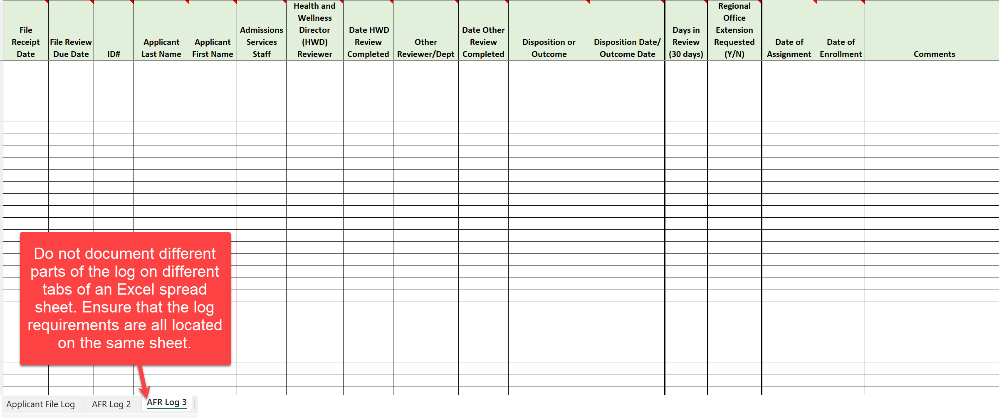 File
Receipt
Date
File Review
Due Date
ID#
Applicant
Last Name
Applicant
First Name
Admissions
Services
Staff
Health and
Wellness
Director
(HWD)
Reviewer
Date HWD
Review
Completed
Other
Reviewer/Dept
Date Other
Review
Completed
Disposition or
Outcome
Disposition Date/
Outcome Date
Days in
Review
(30 days)
Regional
Office
Extension
Requested
(Y/N)
Date of
Assignment
Date of
Enrollment
Comments
Do not document different
parts of the log on different
tabs of an Excel spread
sheet. Ensure that the log
requirements are all located
on the same sheet.
Applicant File Log
AFR Log 2
AFR Log 3